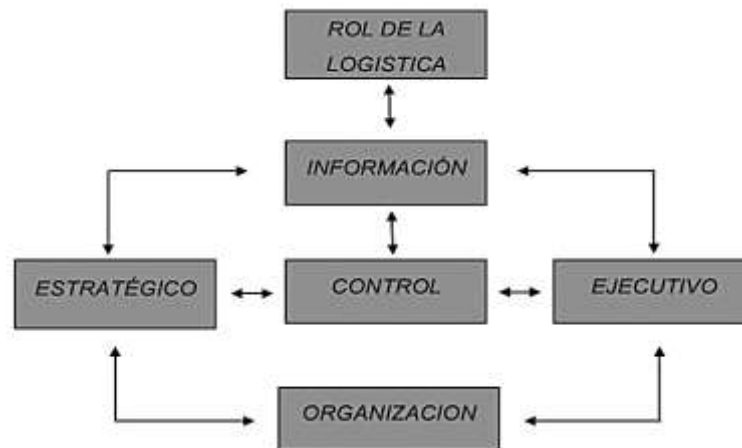 ROL DE LA
LOGISTICA
INFORMACIÓN
ESTRATÉGICO
CONTROL
EJECUTIVO
ORGANIZACION